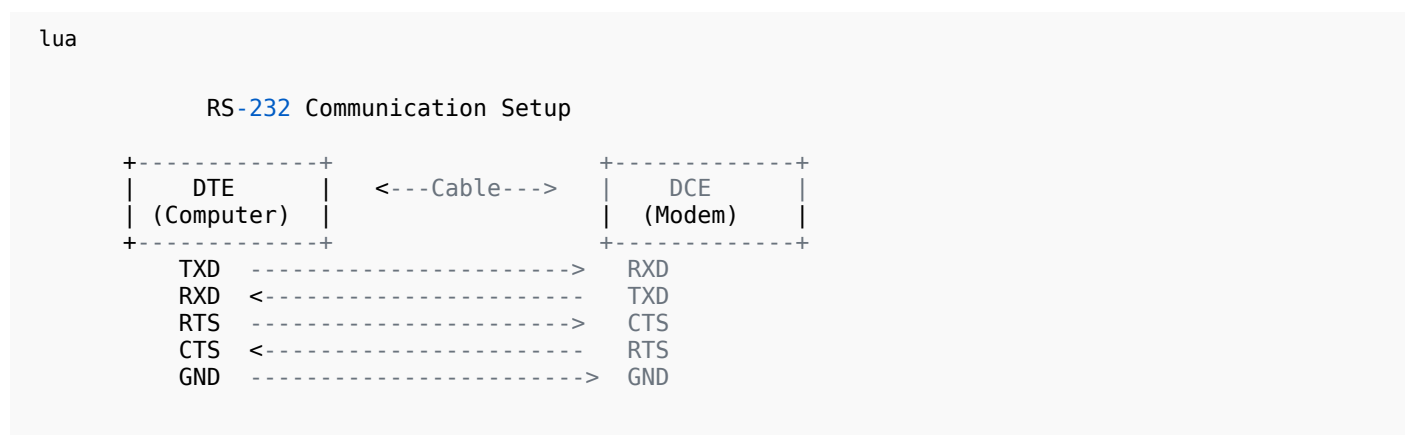 lua
RS-232 Communication Setup
+-------------+                   +-------------+
|     DTE      |   <---Cable--->   |    DCE      |
| (Computer)  |                   |  (Modem)    |
+-------------+                   +-------------+
TXD  ----------------------->   RXD
RXD  <-----------------------   TXD
RTS  ----------------------->   CTS
CTS  <-----------------------   RTS
GND  ------------------------>  GND